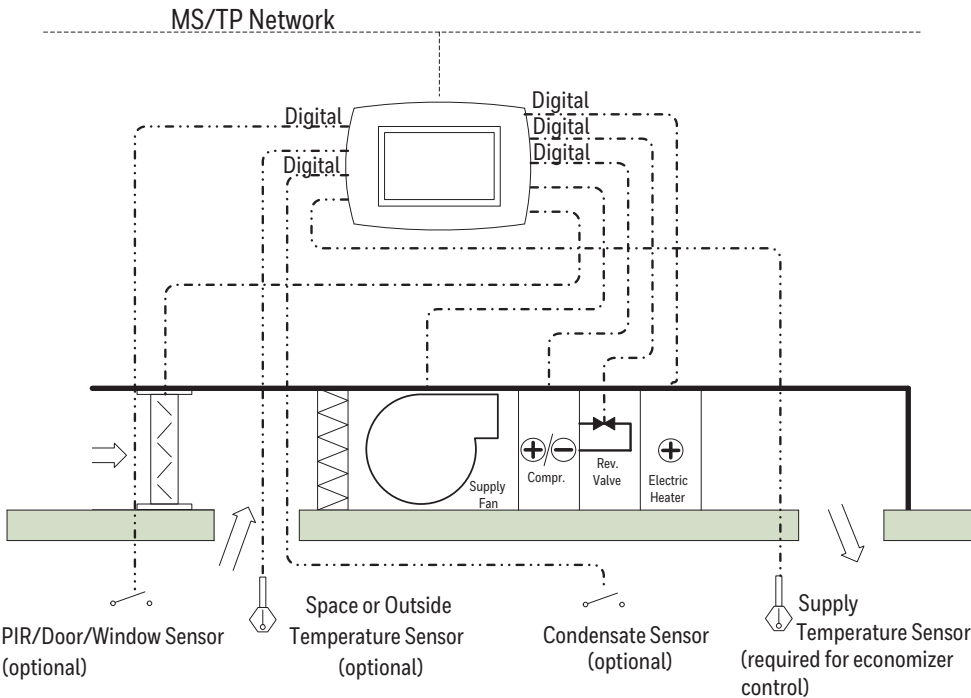 MS/TP Network
Digital
Digital
Digital
Digital
Digital
Supply
Fan
Compr.
Rev.
Valve
Electric
Heater
PIR/Door/Window Sensor
(optional)
Space or Outside
Temperature Sensor
(optional)
Condensate Sensor
(optional)
Supply
Temperature Sensor
(required for economizer
control)